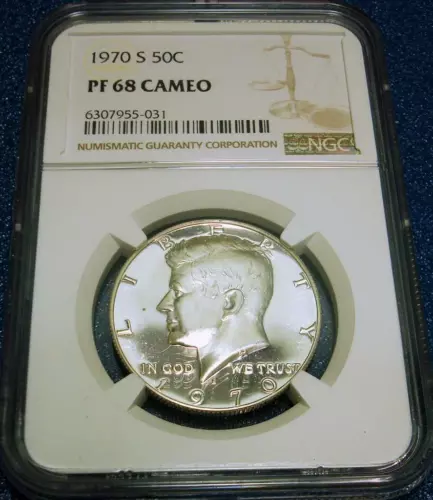 1970 S 50C
PF 68 CAMEO
6307955-031
NUMISMATIC GUARANTY CORPORATION
NGC
LIBERTY
IN GOD WE TRUST
1970